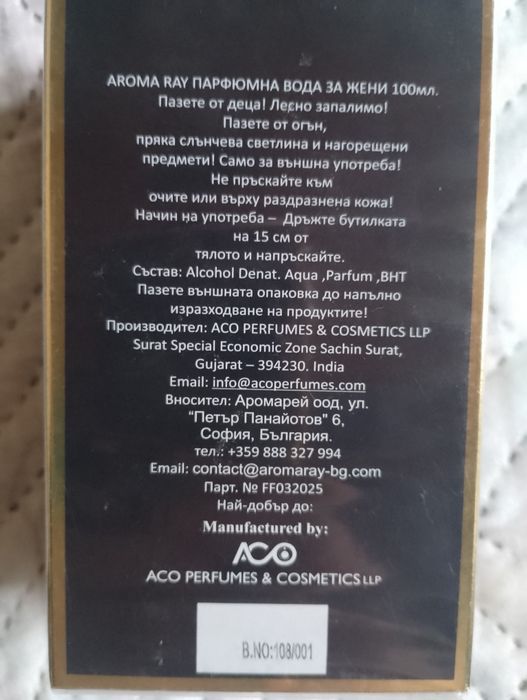 AROMA RAY ПАРФЮМНА ВОДА ЗА ЖЕНИ 100мл.
Пазете от деца! Лесно запалимо!
Пазете от огън,
пряка слънчева светлина и нагорещени
предмети! Само за външна употреба!
Не пръскайте към
очите или върху раздразнена кожа!
Начин на употреба – Дръжте бутилката
на 15 см от
тялото и напръскайте.
Състав: Alcohol Denat. Aqua ,Parfum ,BHT
Пазете външната опаковка до напълно
изразходване на продуктите!
Производител: ACO PERFUMES & COSMETICS LLP
Surat Special Economic Zone Sachin Surat,
Gujarat – 394230. India
Email: info@acoperfumes.com
Вносител: Аромарей оод, ул.
"Петър Панайотов" 6,
София, България.
тел.: +359 888 327 994
Email: contact@aromaray-bg.com
Парт. № FF032025
Най-добър до:
Manufactured by:
ACO
ACO PERFUMES & COSMETICS LLP
B.NO:108/001